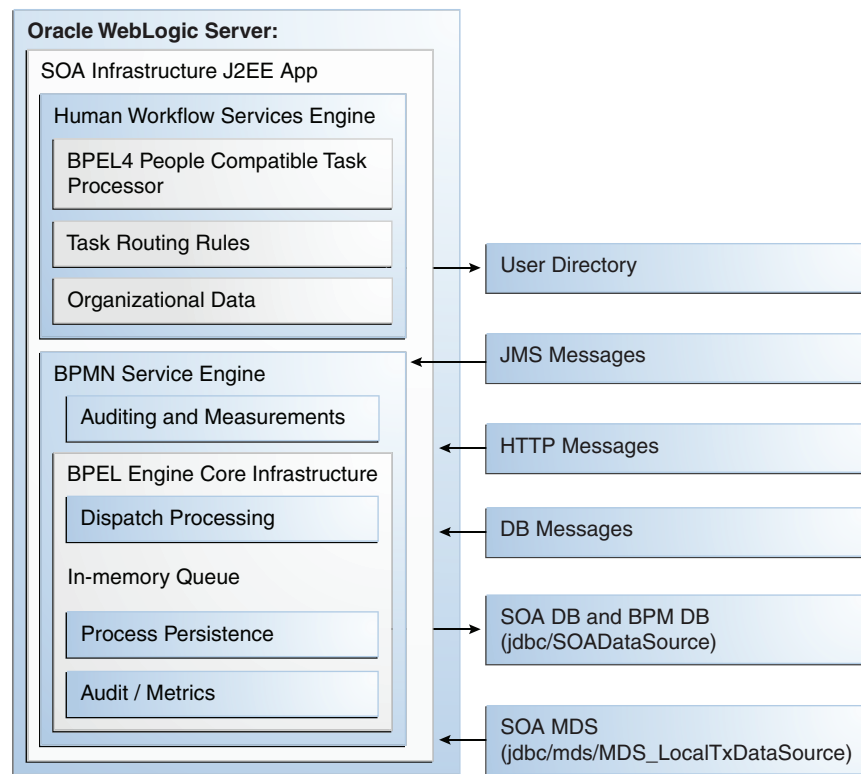 Oracle WebLogic Server:
SOA Infrastructure J2EE App
Human Workflow Services Engine
BPEL4 People Compatible Task
Processor
Task Routing Rules
Organizational Data
BPMN Service Engine
Auditing and Measurements
BPEL Engine Core Infrastructure
Dispatch Processing
In-memory Queue
Process Persistence
Audit / Metrics
User Directory
JMS Messages
HTTP Messages
DB Messages
SOA DB and BPM DB
(jdbc/SOADataSource)
SOA MDS
(jdbc/mds/MDS_LocalTxDataSource)